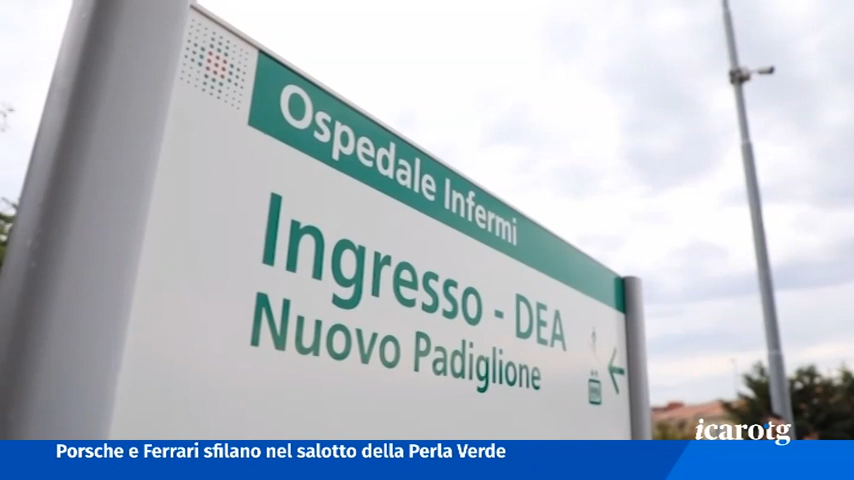 Ospedale Infermi
Ingresso - DEA
Nuovo Padiglione
icarotg
Porsche e Ferrari sfilano nel salotto della Perla Verde